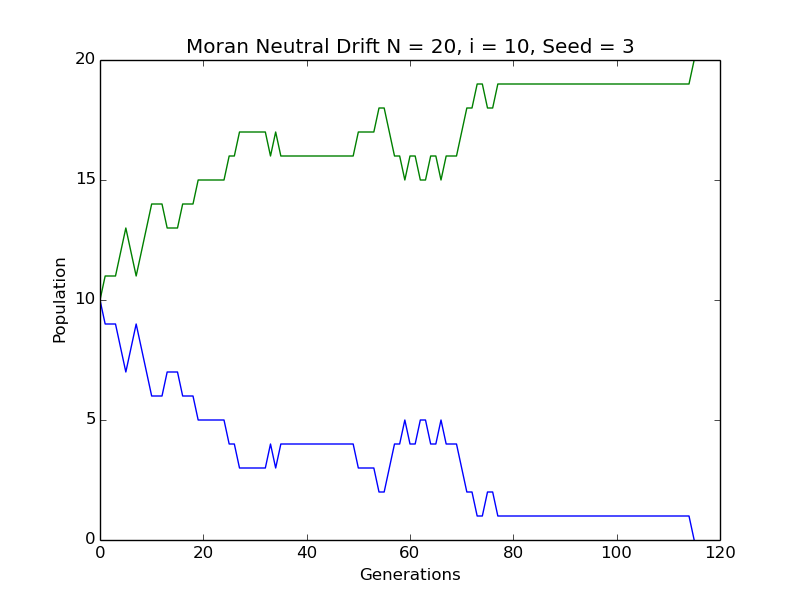 Moran Neutral Drift N = 20, i = 10, Seed = 3
20
15
10
5
0
Population
0 20 40 60 80 100 120
Generations